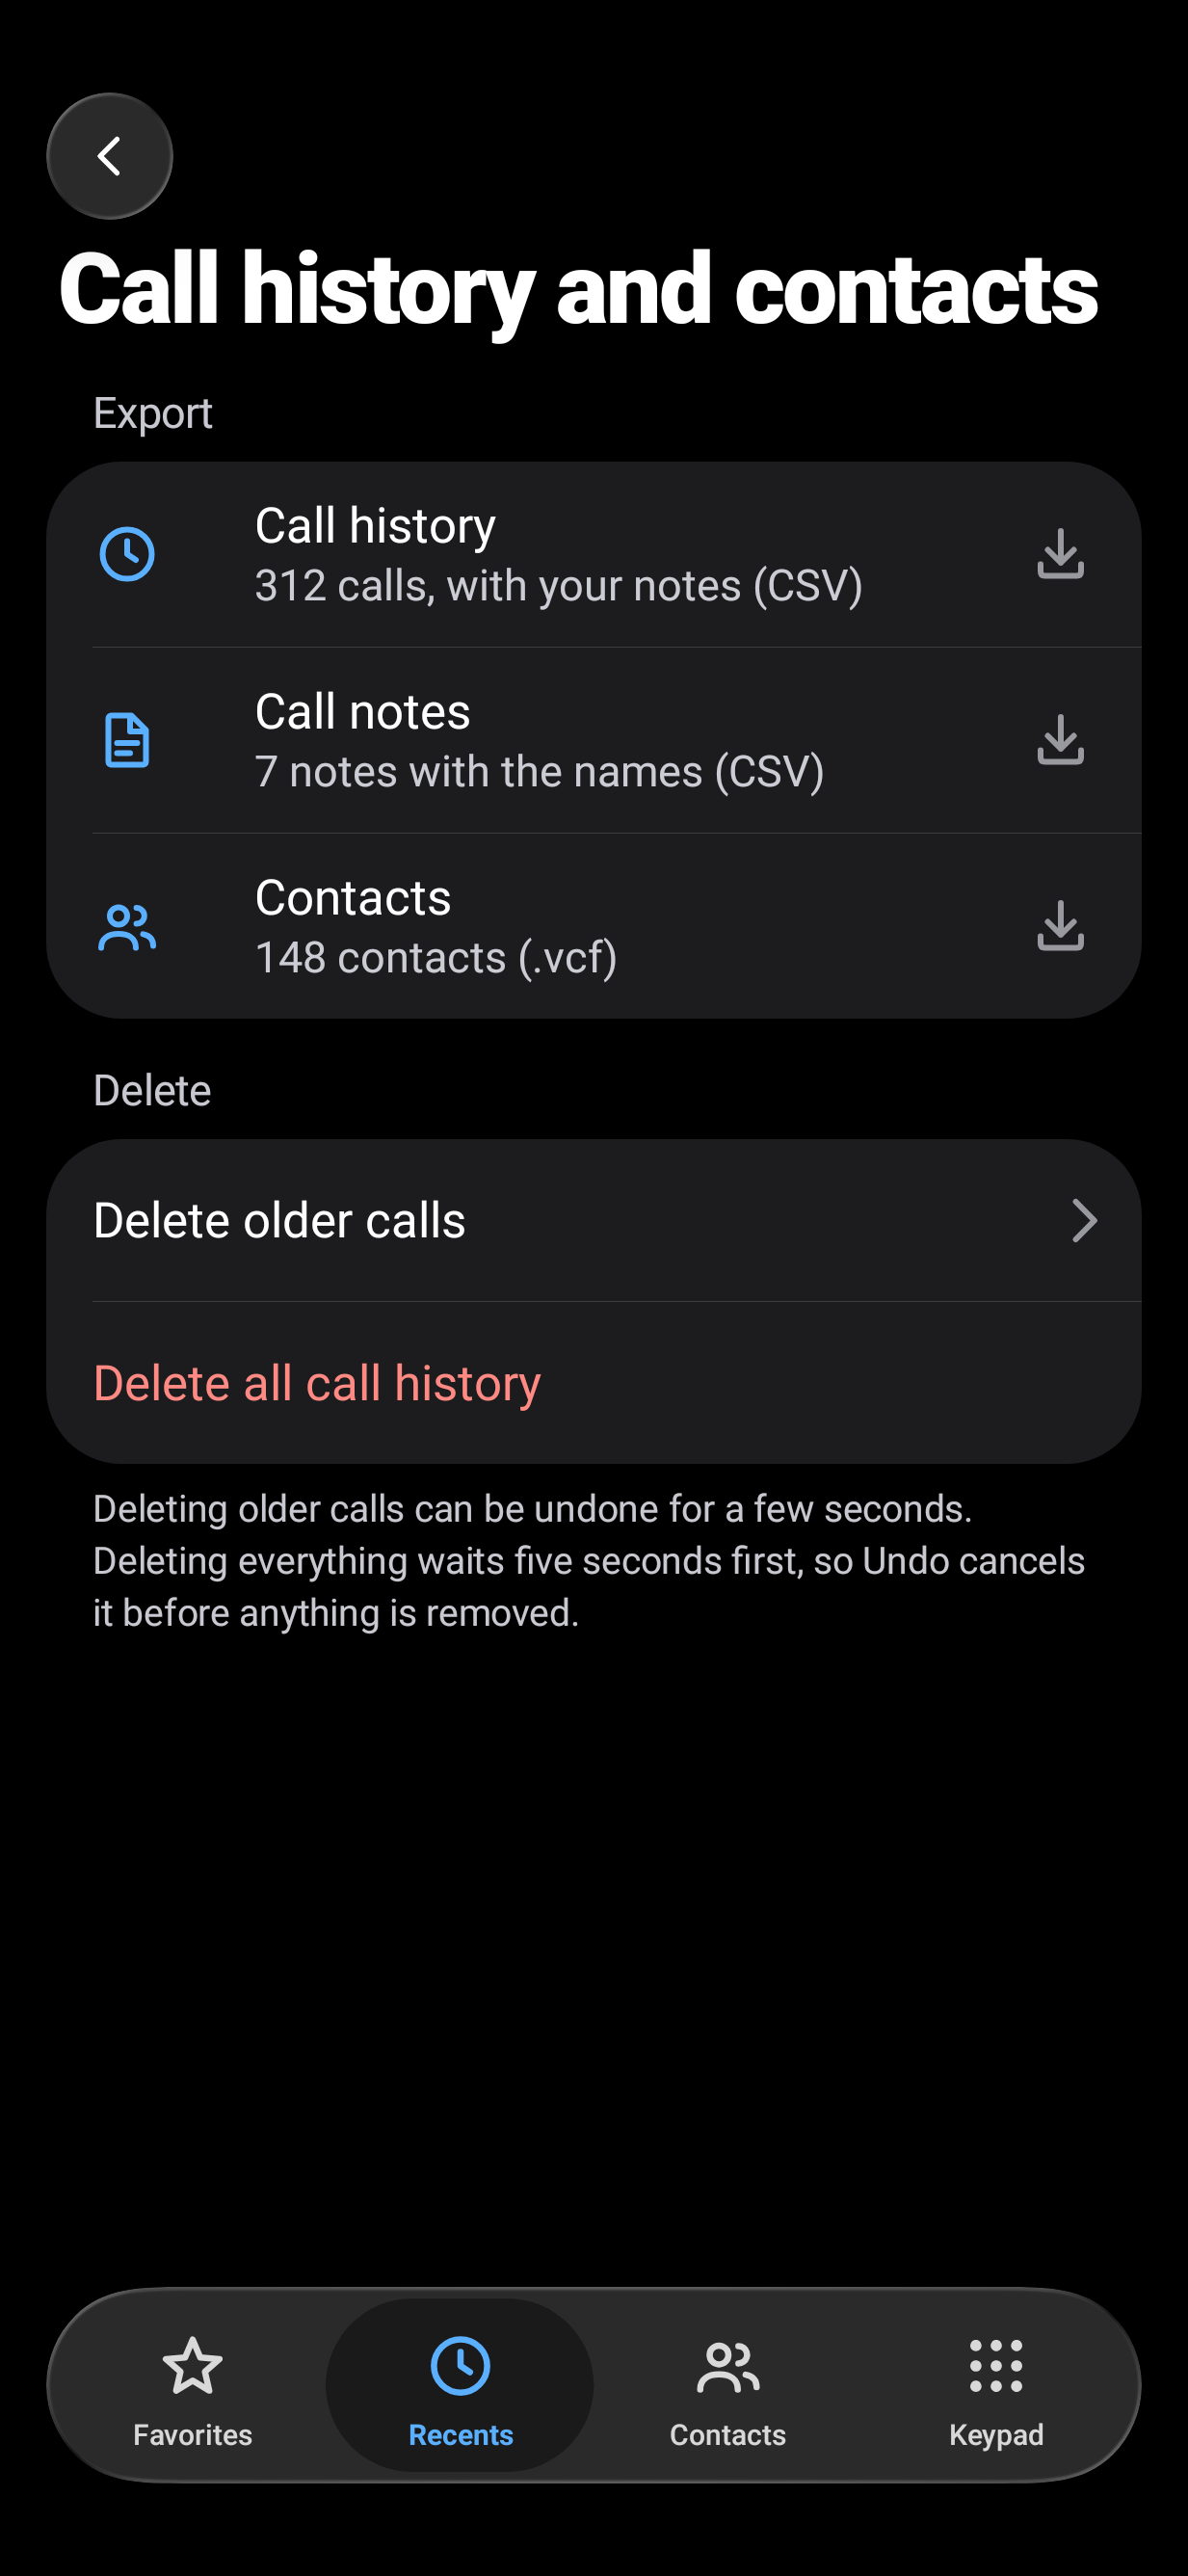 Call history and contacts
Export
Call history
312 calls, with your notes (CSV)
Call notes
7 notes with the names (CSV)
Contacts
148 contacts (.vcf)
Delete
Delete older calls
Delete all call history
Deleting older calls can be undone for a few seconds.
Deleting everything waits five seconds first, so Undo cancels
it before anything is removed.
Favorites
Recents
Contacts
Keypad